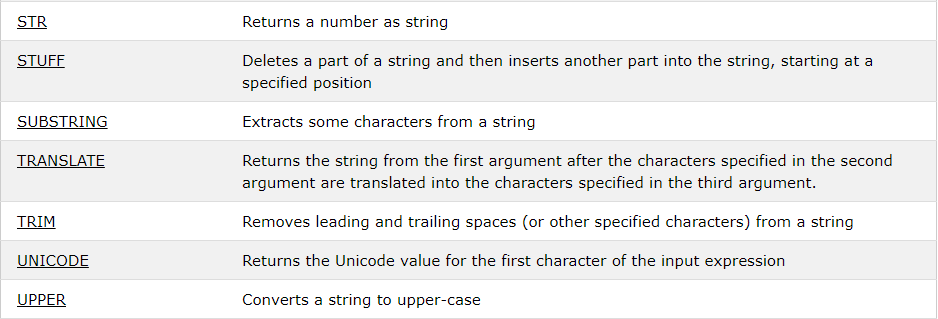 STR Returns a number as string
STUFF Deletes a part of a string and then inserts another part into the string, starting at a
specified position
SUBSTRING Extracts some characters from a string
TRANSLATE Returns the string from the first argument after the characters specified in the second
argument are translated into the characters specified in the third argument.
TRIM Removes leading and trailing spaces (or other specified characters) from a string
UNICODE Returns the Unicode value for the first character of the input expression
UPPER Converts a string to upper-case